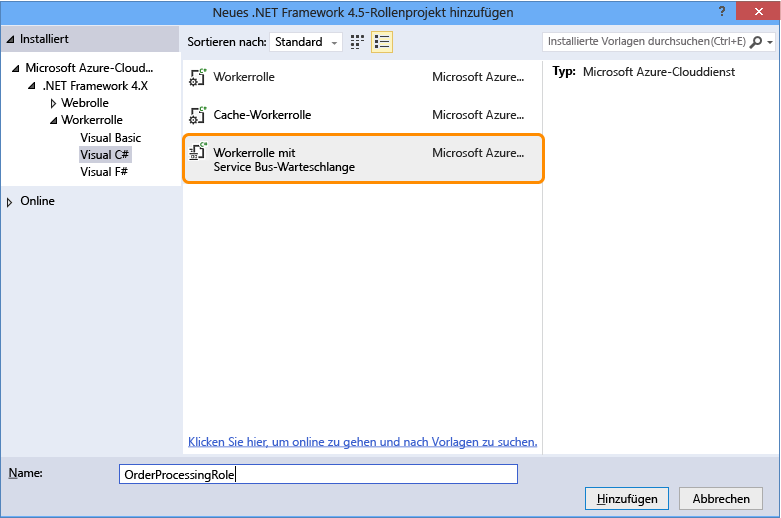 Neues .NET Framework 4.5-Rollenprojekt hinzufügen
?
Installiert
Sortieren nach: Standard
Installierte Vorlagen durchsuchen(Ctrl+E)
Microsoft Azure-Cloud...
.NET Framework 4.X
Webrolle
Workerrolle
Visual Basic
Visual C#
Visual F#
Online
Workerrolle Microsoft Azure...
Cache-Workerrolle Microsoft Azure...
Workerrolle mit Microsoft Azure...
Service Bus-Warteschlange
Typ: Microsoft Azure-Clouddienst
Klicken Sie hier, um online zu gehen und nach Vorlagen zu suchen.
Name: OrderProcessingRole
Hinzufügen Abbrechen